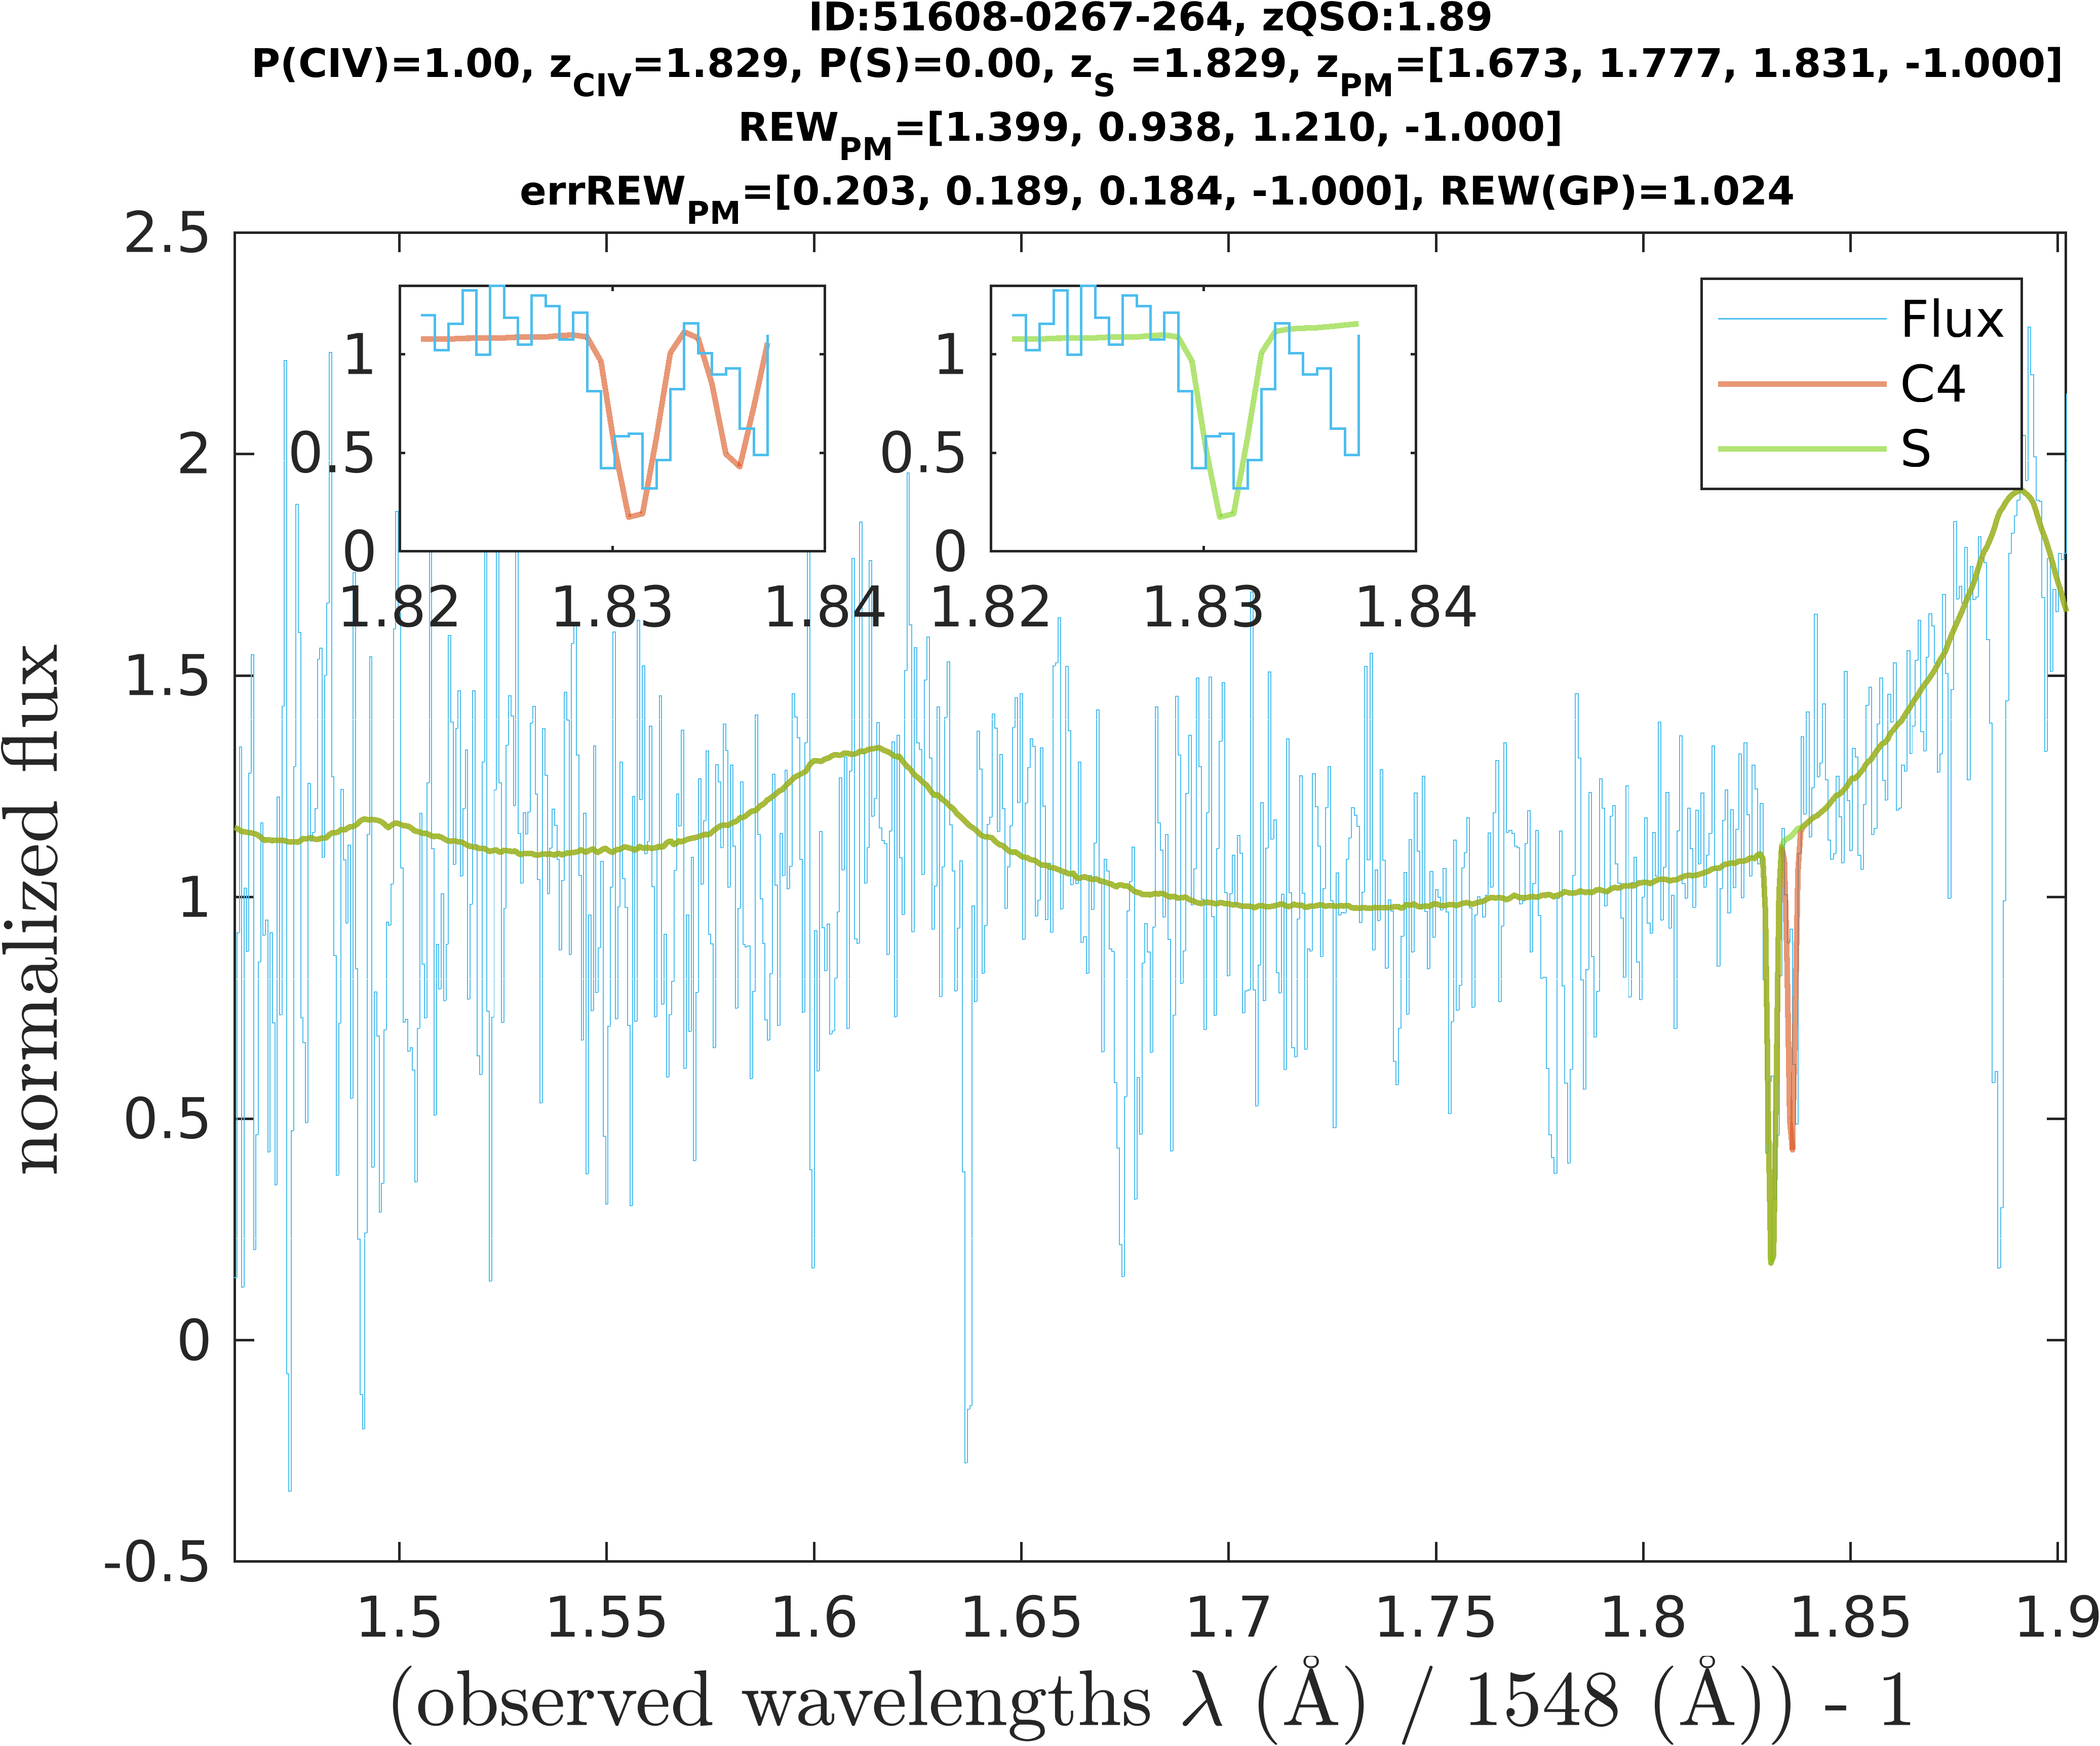 ID:51608-0267-264, zQSO:1.89
P(CIV)=1.00, zCIV=1.829, P(S)=0.00, zS =1.829, zPM=[1.673, 1.777, 1.831, -1.000]
REWPM=[1.399, 0.938, 1.210, -1.000]
errREWPM=[0.203, 0.189, 0.184, -1.000], REW(GP)=1.024
2.5
2
1.5
1
0.5
0
-0.5
normalized flux
1
0.5
0
1.82 1.83 1.84
1
0.5
0
1.82 1.83 1.84
Flux
C4
S
1.5 1.55 1.6 1.65 1.7 1.75 1.8 1.85 1.9
(observed wavelengths λ (Å) / 1548 (Å)) - 1